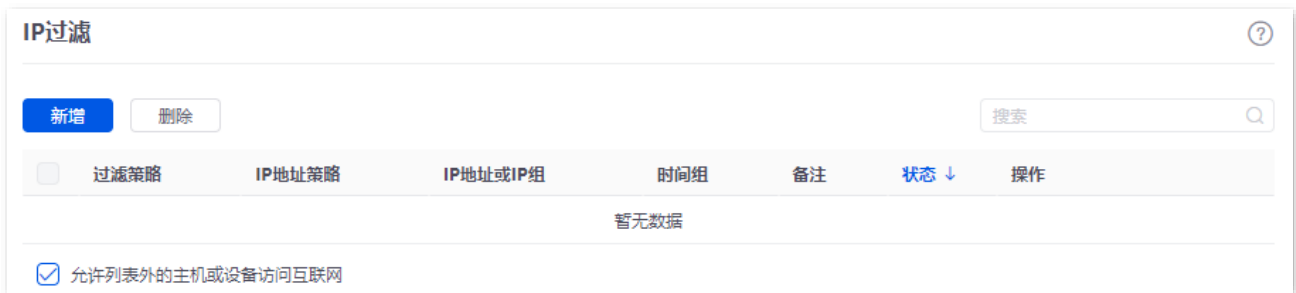 IP过滤
新增 删除 搜索
过滤策略 IP地址策略 IP地址或IP组 时间组 备注 状态 ↓ 操作
暂无数据
允许列表外的主机或设备访问互联网